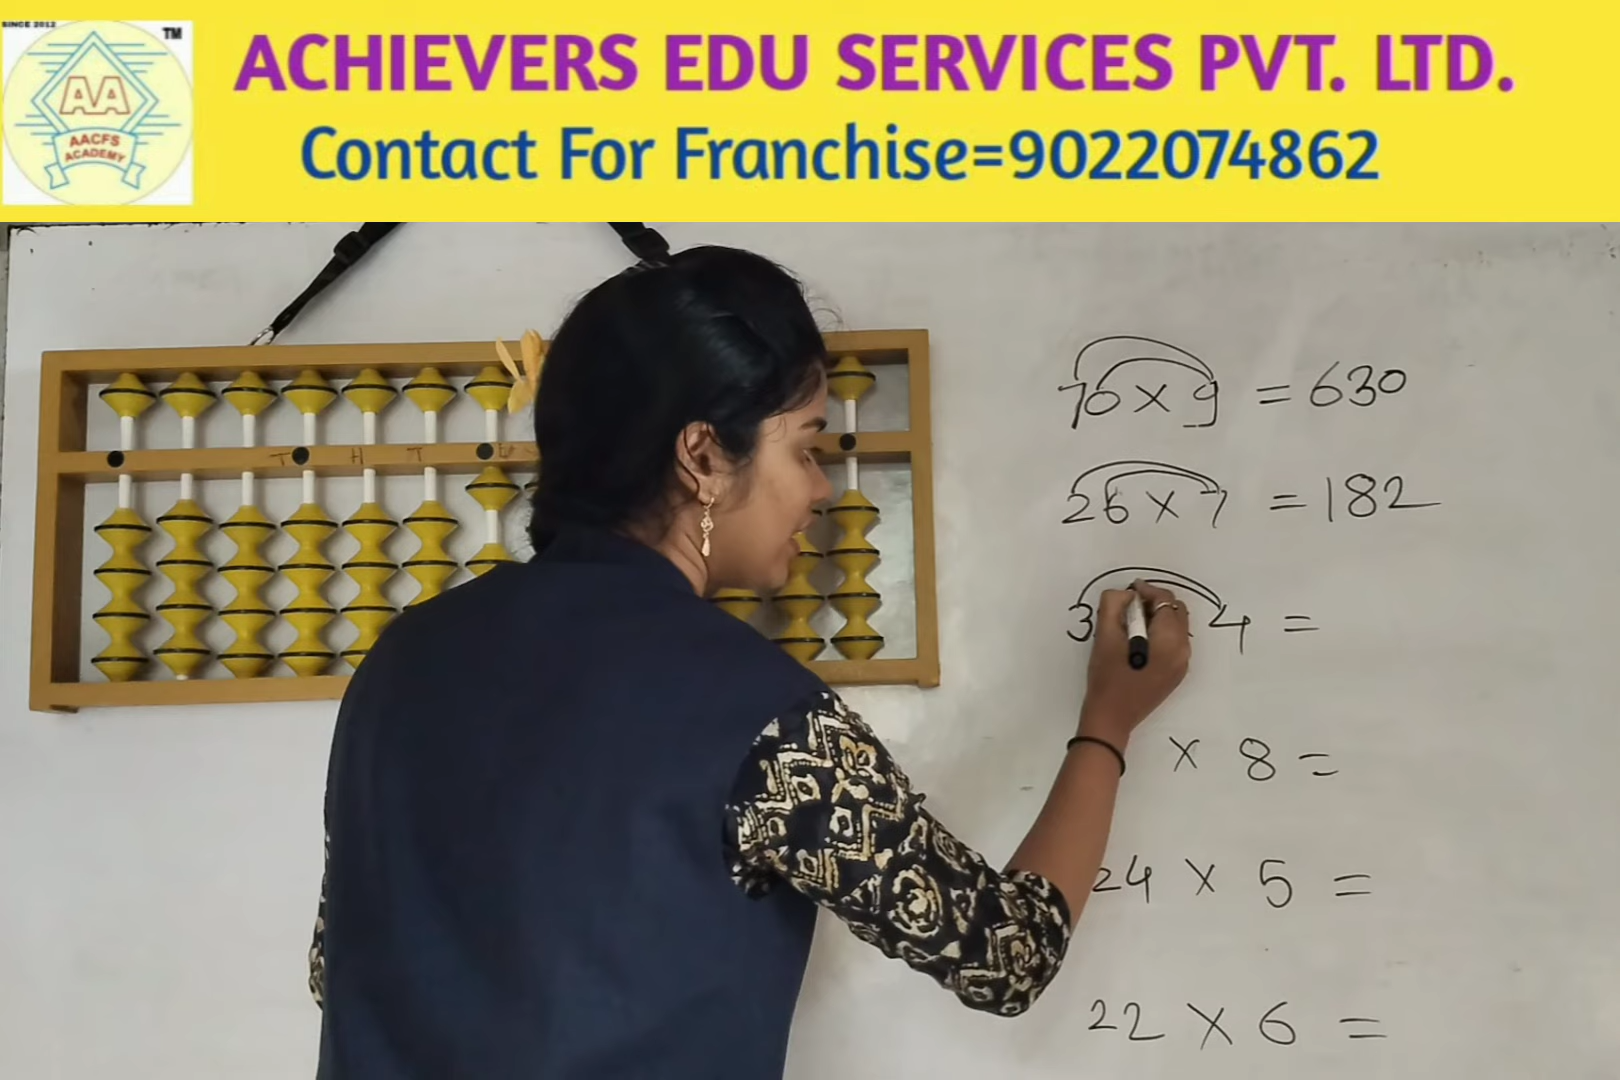 SINCE 2012
TM
AA
AACFS
ACADEMY
ACHIEVERS EDU SERVICES PVT. LTD.
Contact For Franchise=9022074862
T H T U
70 × 9 = 630
26 × 7 = 182
3 4 =
× 8 =
24 × 5 =
22 × 6 =